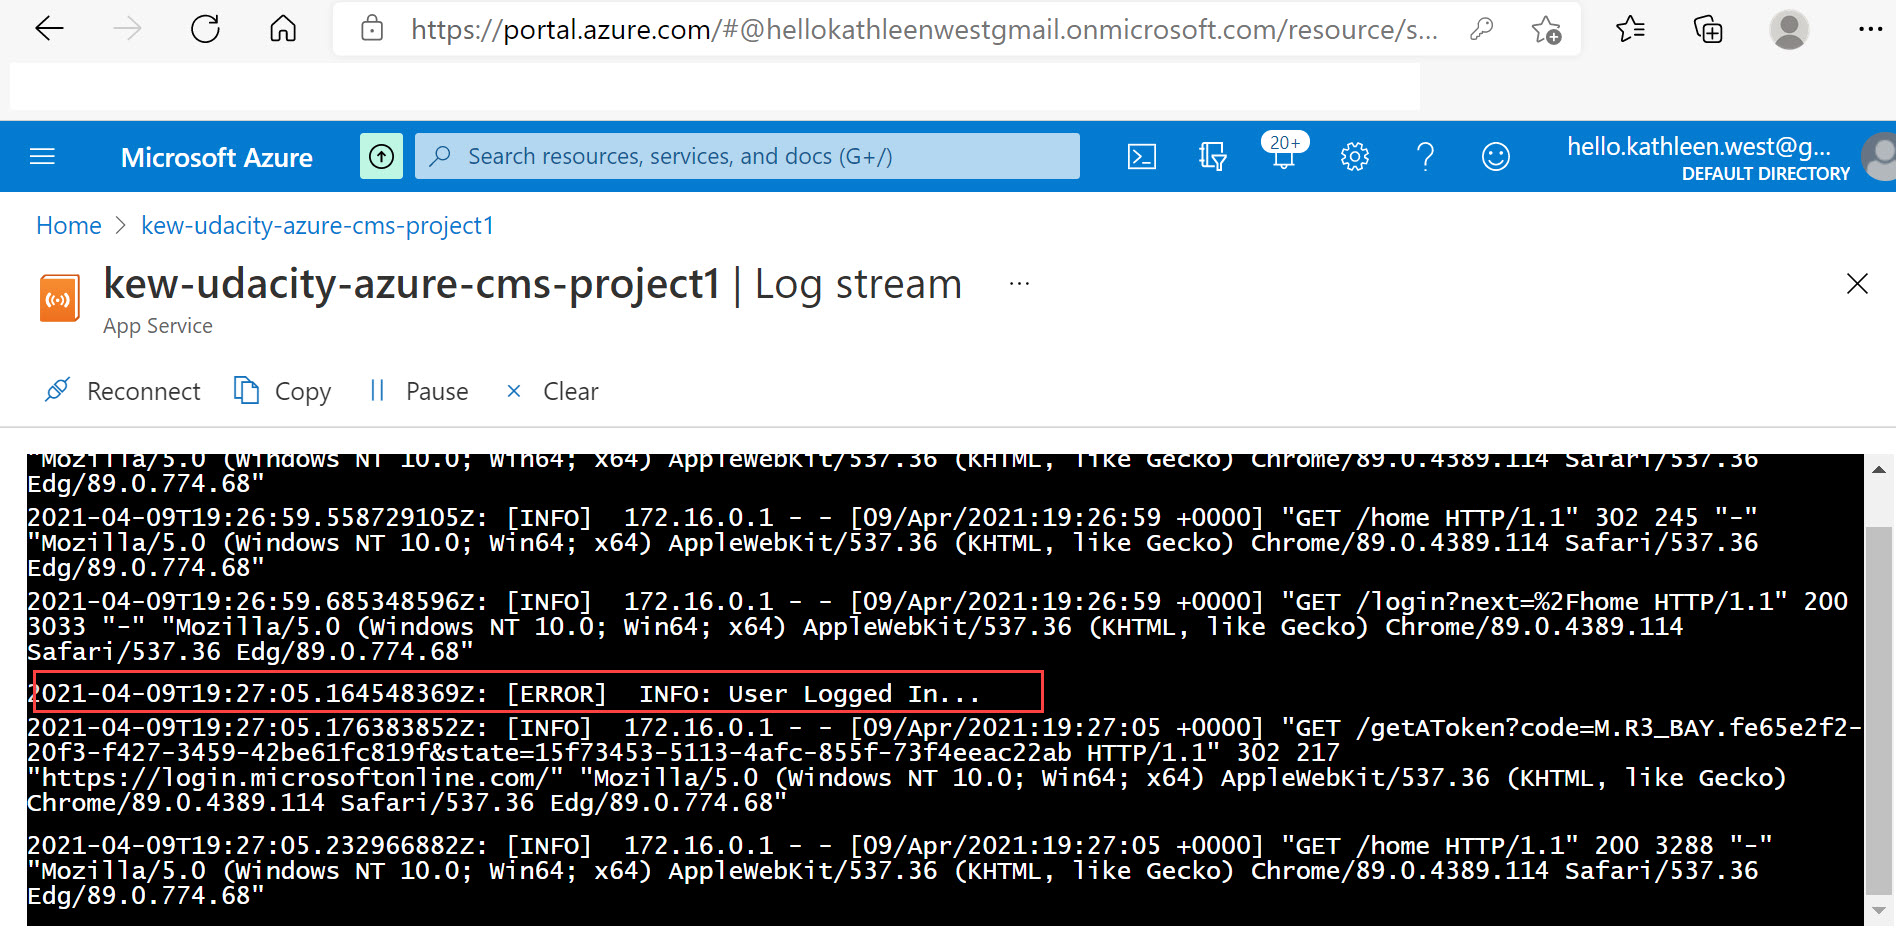 https://portal.azure.com/#@hellokathleenwestgmail.onmicrosoft.com/resource/s...
Microsoft Azure
Search resources, services, and docs (G+/)
20+
hello.kathleen.west@g...
DEFAULT DIRECTORY
Home > kew-udacity-azure-cms-project1
kew-udacity-azure-cms-project1 | Log stream ...
App Service
Reconnect Copy Pause Clear
"Mozilla/5.0 (Windows NT 10.0; Win64; x64) AppleWebKit/537.36 (KHTML, like Gecko) Chrome/89.0.4389.114 Safari/537.36
Edg/89.0.774.68"
2021-04-09T19:26:59.558729105Z: [INFO]  172.16.0.1 - - [09/Apr/2021:19:26:59 +0000] "GET /home HTTP/1.1" 302 245 "-"
"Mozilla/5.0 (Windows NT 10.0; Win64; x64) AppleWebKit/537.36 (KHTML, like Gecko) Chrome/89.0.4389.114 Safari/537.36
Edg/89.0.774.68"
2021-04-09T19:26:59.685348596Z: [INFO]  172.16.0.1 - - [09/Apr/2021:19:26:59 +0000] "GET /login?next=%2Fhome HTTP/1.1" 200
3033 "-" "Mozilla/5.0 (Windows NT 10.0; Win64; x64) AppleWebKit/537.36 (KHTML, like Gecko) Chrome/89.0.4389.114
Safari/537.36 Edg/89.0.774.68"
2021-04-09T19:27:05.164548369Z: [ERROR]  INFO: User Logged In...
2021-04-09T19:27:05.176383852Z: [INFO]  172.16.0.1 - - [09/Apr/2021:19:27:05 +0000] "GET /getAToken?code=M.R3_BAY.fe65e2f2-
20f3-f427-3459-42be61fc819f&state=15f73453-5113-4afc-855f-73f4eeac22ab HTTP/1.1" 302 217
"https://login.microsoftonline.com/" "Mozilla/5.0 (Windows NT 10.0; Win64; x64) AppleWebKit/537.36 (KHTML, like Gecko)
Chrome/89.0.4389.114 Safari/537.36 Edg/89.0.774.68"
2021-04-09T19:27:05.232966882Z: [INFO]  172.16.0.1 - - [09/Apr/2021:19:27:05 +0000] "GET /home HTTP/1.1" 200 3288 "-"
"Mozilla/5.0 (Windows NT 10.0; Win64; x64) AppleWebKit/537.36 (KHTML, like Gecko) Chrome/89.0.4389.114 Safari/537.36
Edg/89.0.774.68"